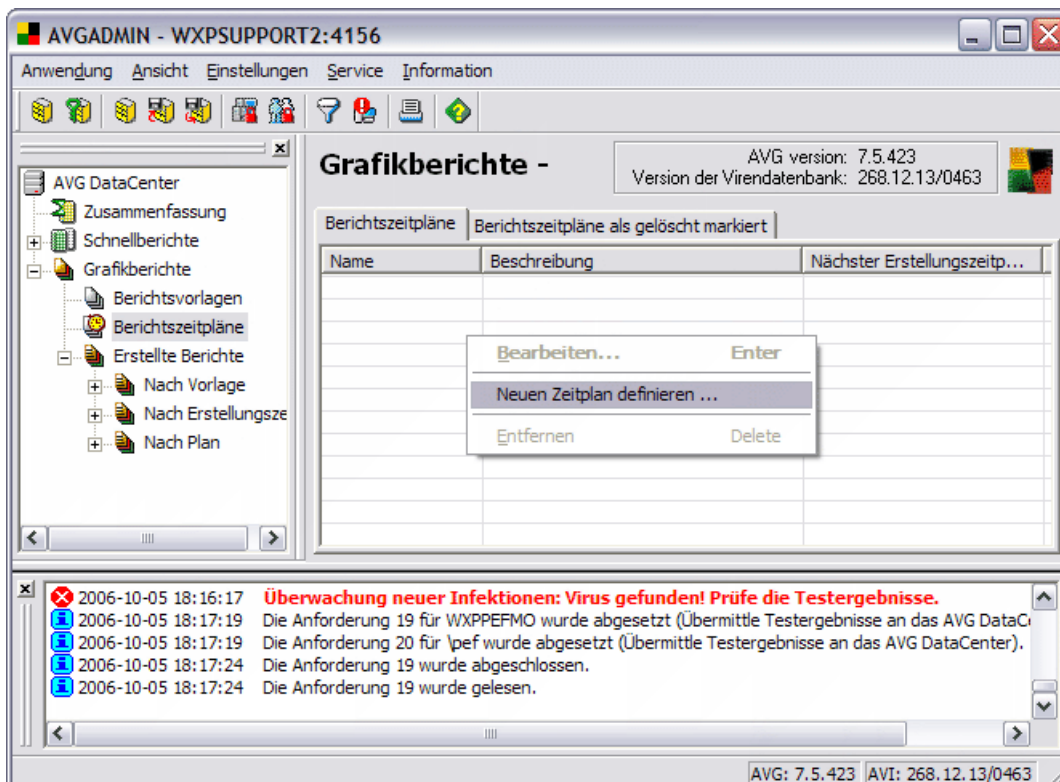 AVGADMIN - WXPSUPPORT2:4156
Anwendung Ansicht Einstellungen Service Information
AVG DataCenter
Zusammenfassung
Schnellberichte
Grafikberichte
Berichtsvorlagen
Berichtszeitpläne
Erstellte Berichte
Nach Vorlage
Nach Erstellungsze
Nach Plan
Grafikberichte -
AVG version: 7.5.423
Version der Virendatenbank: 268.12.13/0463
Berichtszeitpläne Berichtszeitpläne als gelöscht markiert
Name Beschreibung Nächster Erstellungszeitp...
Bearbeiten... Enter
Neuen Zeitplan definieren ...
Entfernen Delete
2006-10-05 18:16:17 Überwachung neuer Infektionen: Virus gefunden! Prüfe die Testergebnisse.
2006-10-05 18:17:19 Die Anforderung 19 für WXPPEFMO wurde abgesetzt (Übermittle Testergebnisse an das AVG DataC
2006-10-05 18:17:19 Die Anforderung 20 für \pef wurde abgesetzt (Übermittle Testergebnisse an das AVG DataCenter).
2006-10-05 18:17:24 Die Anforderung 19 wurde abgeschlossen.
2006-10-05 18:17:24 Die Anforderung 19 wurde gelesen.
AVG: 7.5.423 AVI: 268.12.13/0463